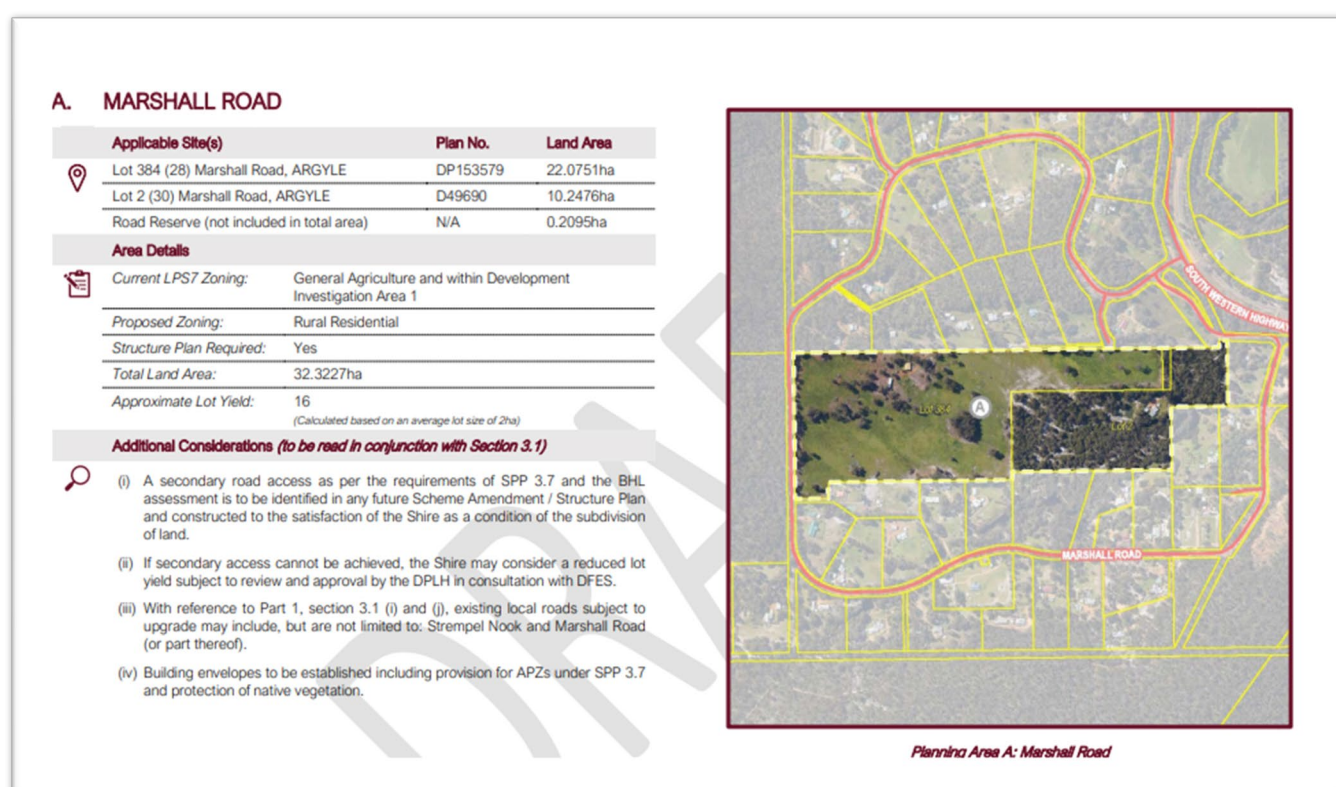 A. MARSHALL ROAD
Applicable Site(s) Plan No. Land Area
Lot 384 (28) Marshall Road, ARGYLE DP153579 22.0751ha
Lot 2 (30) Marshall Road, ARGYLE D49690 10.2476ha
Road Reserve (not included in total area) N/A 0.2095ha
Area Details
Current LPS7 Zoning: General Agriculture and within Development
Investigation Area 1
Proposed Zoning: Rural Residential
Structure Plan Required: Yes
Total Land Area: 32.3227ha
Approximate Lot Yield: 16
(Calculated based on an average lot size of 2ha)
Additional Considerations (to be read in conjunction with Section 3.1)
(i) A secondary road access as per the requirements of SPP 3.7 and the BHL
assessment is to be identified in any future Scheme Amendment / Structure Plan
and constructed to the satisfaction of the Shire as a condition of the subdivision
of land.
(ii) If secondary access cannot be achieved, the Shire may consider a reduced lot
yield subject to review and approval by the DPLH in consultation with DFES.
(iii) With reference to Part 1, section 3.1 (i) and (j), existing local roads subject to
upgrade may include, but are not limited to: Strempel Nook and Marshall Road
(or part thereof).
(iv) Building envelopes to be established including provision for APZs under SPP 3.7
and protection of native vegetation.
SOUTH WESTERN HIGHWAY
Lot 384
A
Lot 2
MARSHALL ROAD
Planning Area A: Marshall Road
DRAF